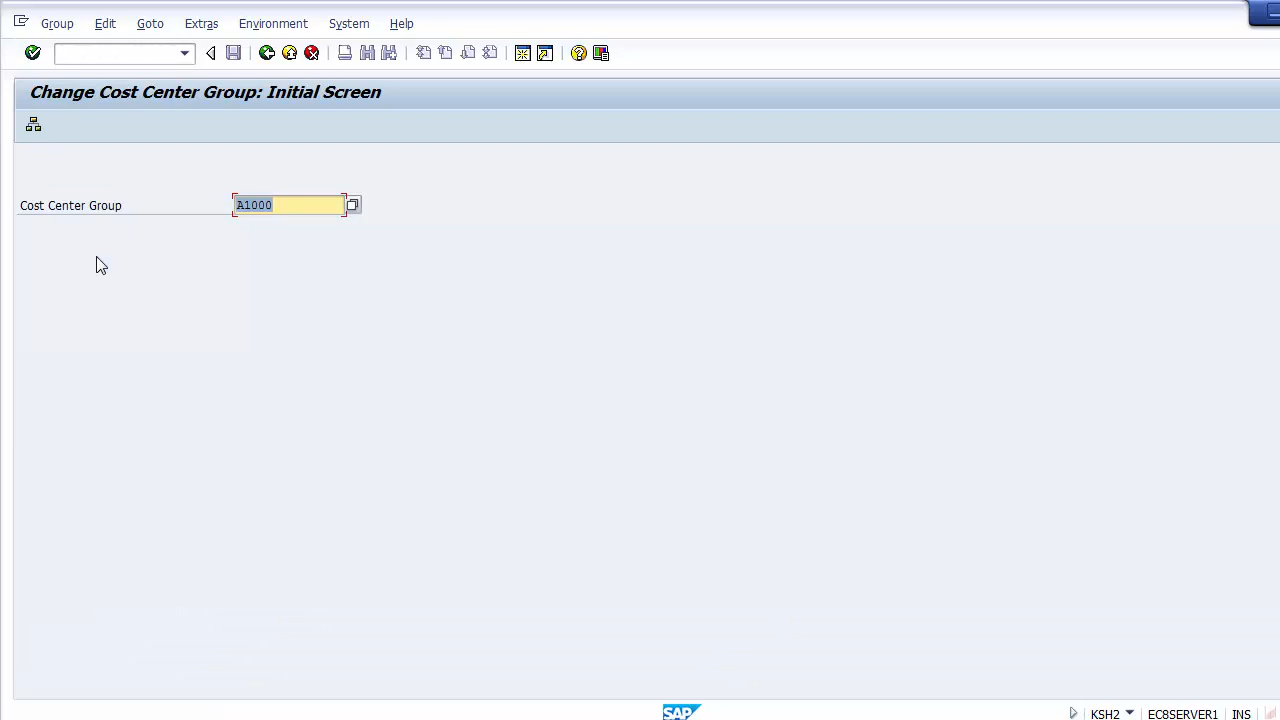 Group Edit Goto Extras Environment System Help
Change Cost Center Group: Initial Screen
Cost Center Group A1000
SAP KSH2 EC8SERVER1 INS